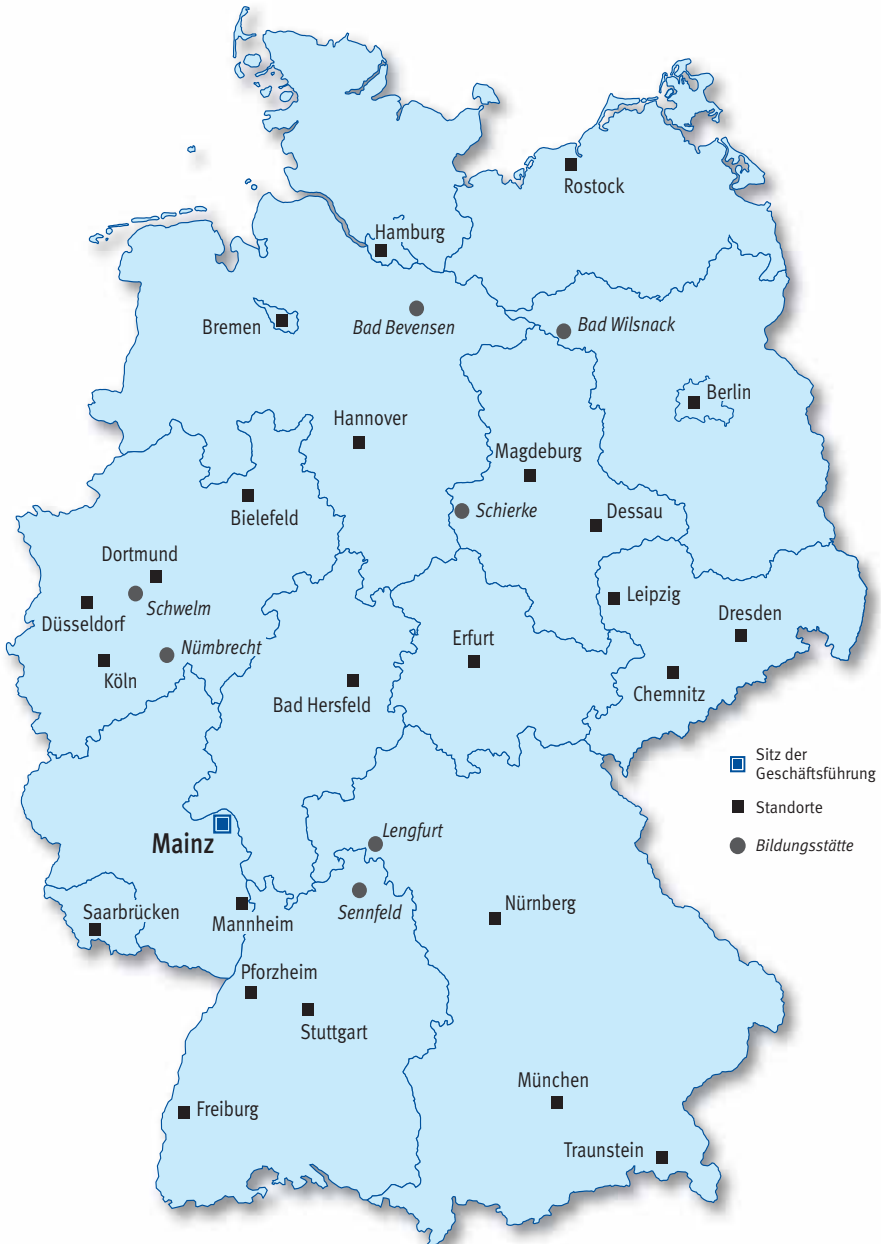 Rostock
Hamburg
Bremen
Bad Bevensen
Bad Wilsnack
Berlin
Hannover
Magdeburg
Bielefeld
Schierke
Dessau
Dortmund
Schwelm
Leipzig
Düsseldorf
Dresden
Nümbrecht
Erfurt
Köln
Bad Hersfeld
Chemnitz
Sitz der
Geschäftsführung
Standorte
Bildungsstätte
Mainz
Lengfurt
Saarbrücken
Mannheim
Sennfeld
Nürnberg
Pforzheim
Stuttgart
München
Freiburg
Traunstein